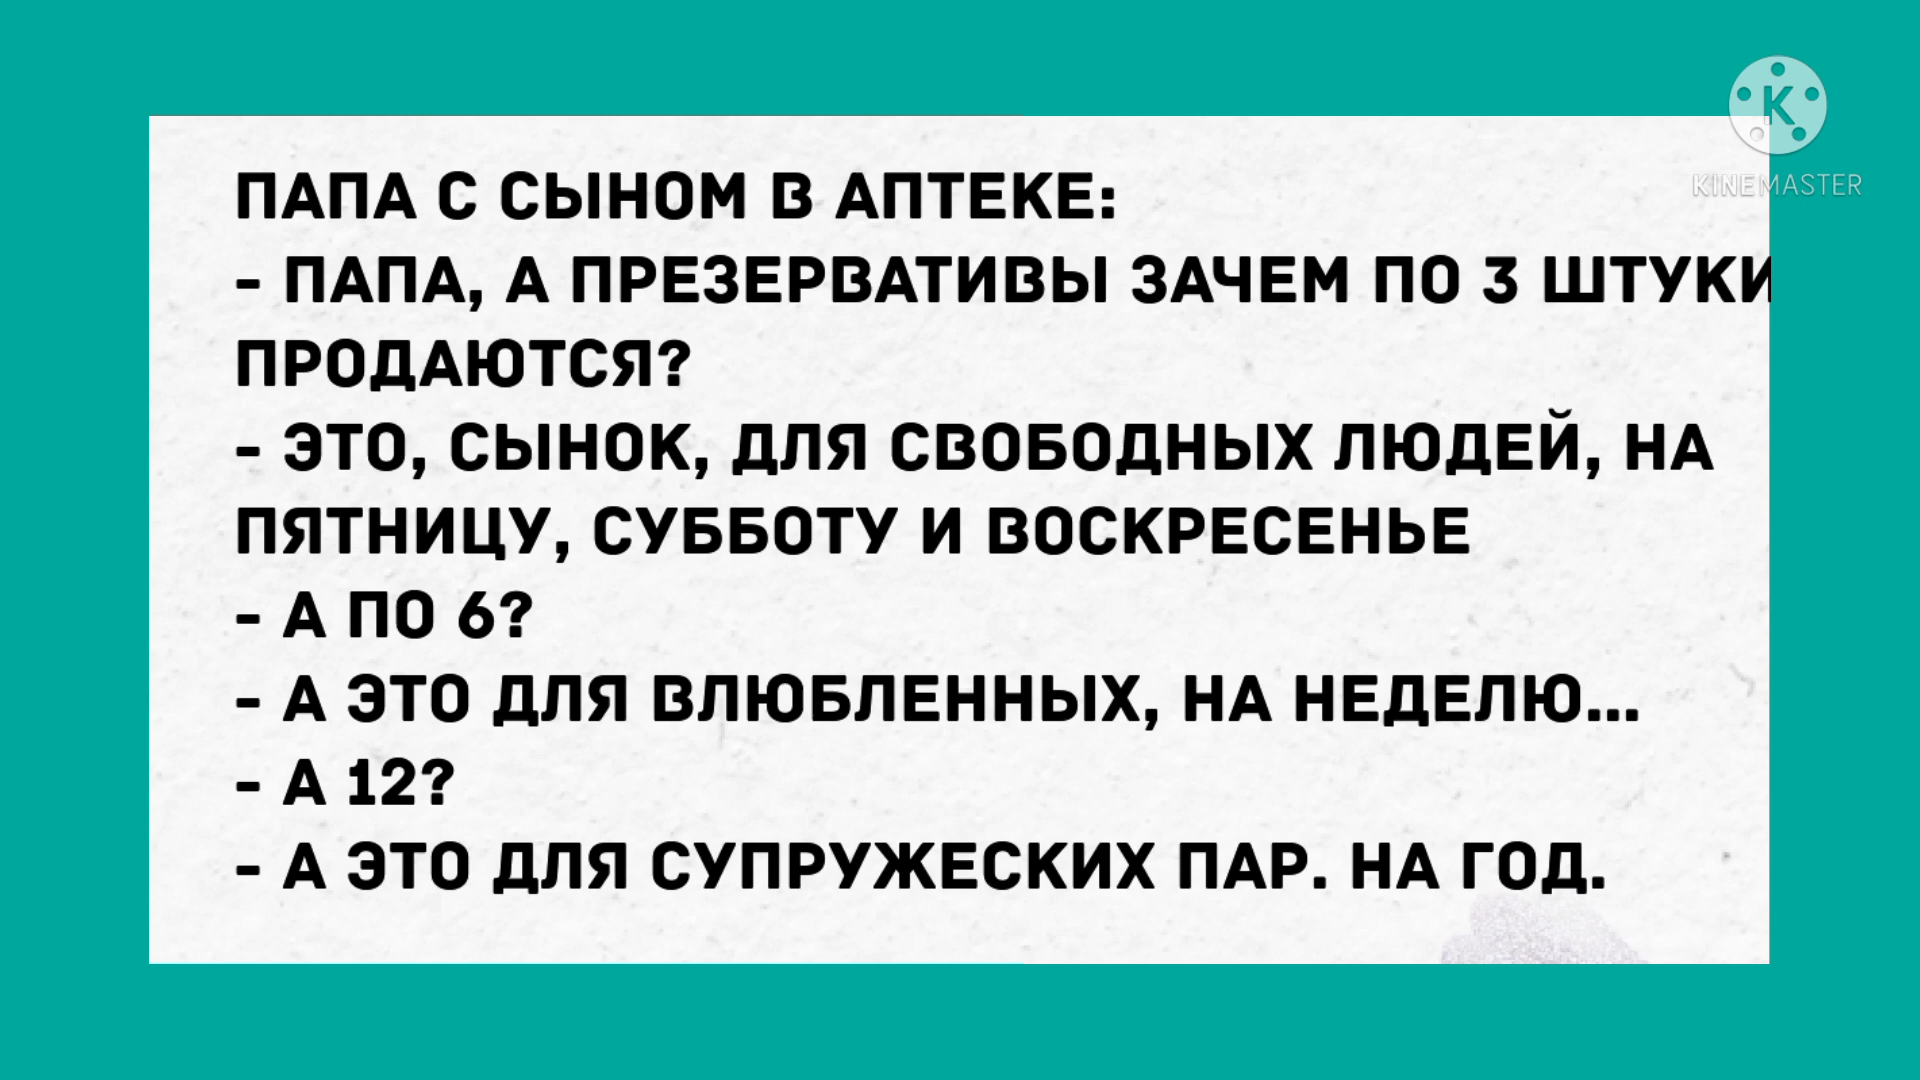 ПАПА С СЫНОМ В АПТЕКЕ:
- ПАПА, А ПРЕЗЕРВАТИВЫ ЗАЧЕМ ПО 3 ШТУКИ
ПРОДАЮТСЯ?
- ЭТО, СЫНОК, ДЛЯ СВОБОДНЫХ ЛЮДЕЙ, НА
ПЯТНИЦУ, СУББОТУ И ВОСКРЕСЕНЬЕ
- А ПО 6?
- А ЭТО ДЛЯ ВЛЮБЛЕННЫХ, НА НЕДЕЛЮ...
- А 12?
- А ЭТО ДЛЯ СУПРУЖЕСКИХ ПАР. НА ГОД.
K
KINEMASTER